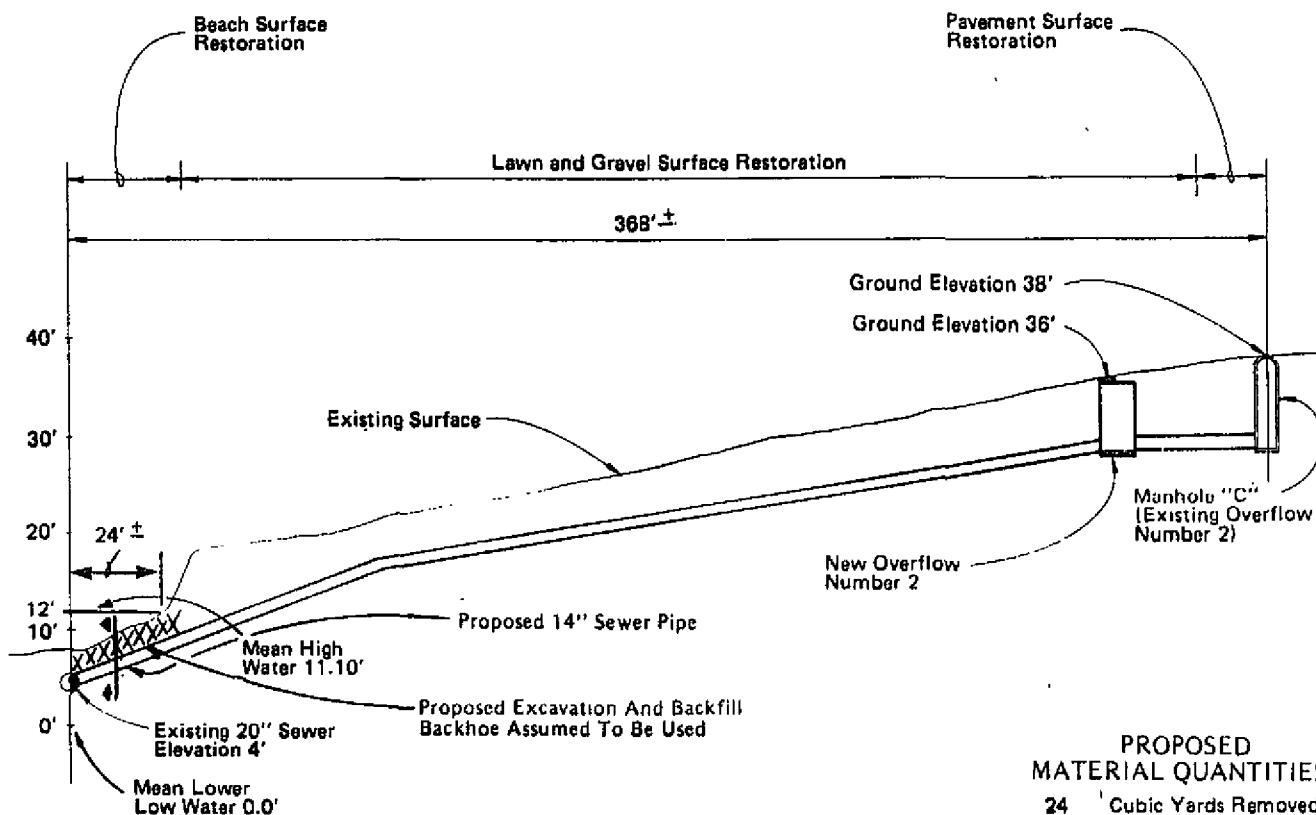 Beach Surface
Restoration
Pavement Surface
Restoration
Lawn and Gravel Surface Restoration
368' ±
Ground Elevation 38'
Ground Elevation 36'
40'
30'
20'
12'
10'
0'
Existing Surface
24' ±
Manhole "C"
(Existing Overflow
Number 2)
New Overflow
Number 2
Proposed 14" Sewer Pipe
Mean High
Water 11.10'
Proposed Excavation And Backfill
Backhoe Assumed To Be Used
Existing 20" Sewer
Elevation 4'
Mean Lower
Low Water 0.0'
PROPOSED
MATERIAL QUANTITIES
24 Cubic Yards Removed